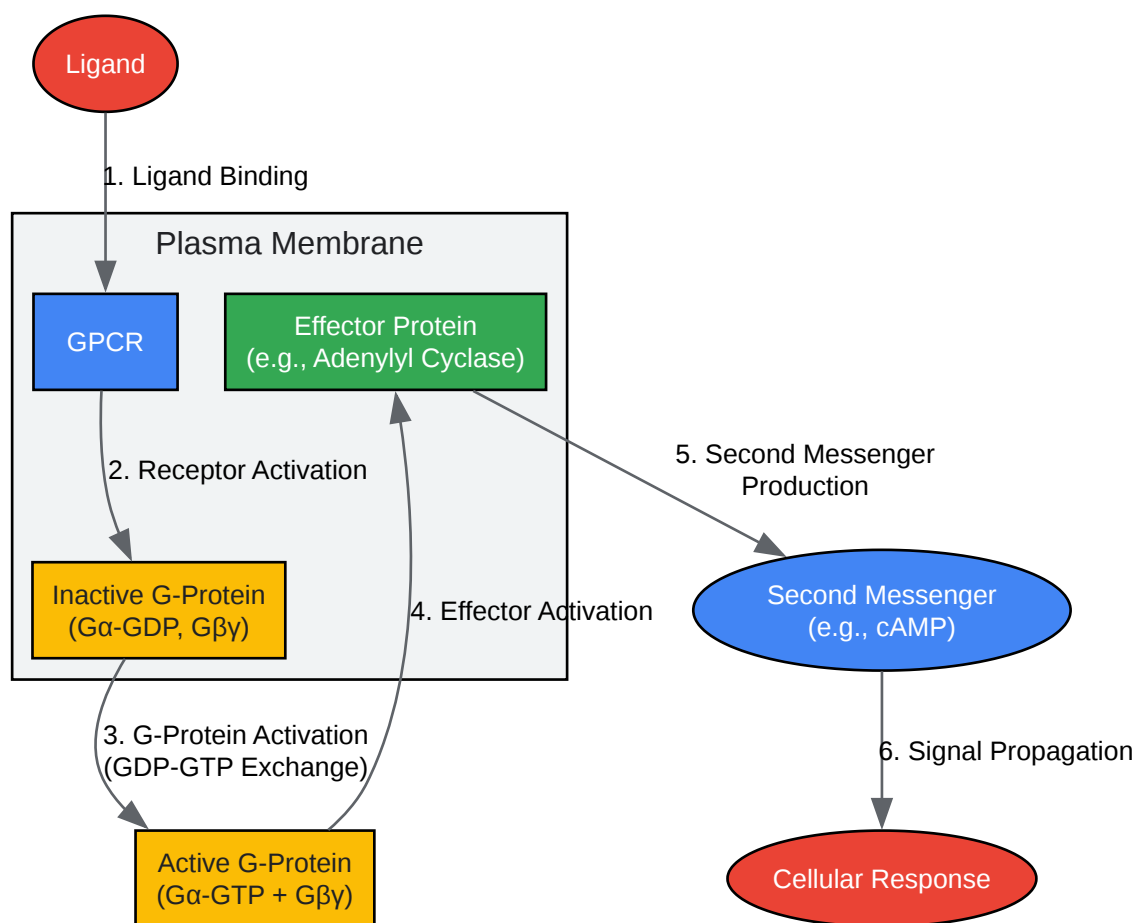 Ligand
1. Ligand Binding
Plasma Membrane
GPCR
Effector Protein
(e.g., Adenylyl Cyclase)
2. Receptor Activation
5. Second Messenger
Production
Inactive G-Protein
(Gα-GDP, Gβγ)
4. Effector Activation
Second Messenger
(e.g., cAMP)
3. G-Protein Activation
(GDP-GTP Exchange)
6. Signal Propagation
Active G-Protein
(Gα-GTP + Gβγ)
Cellular Response